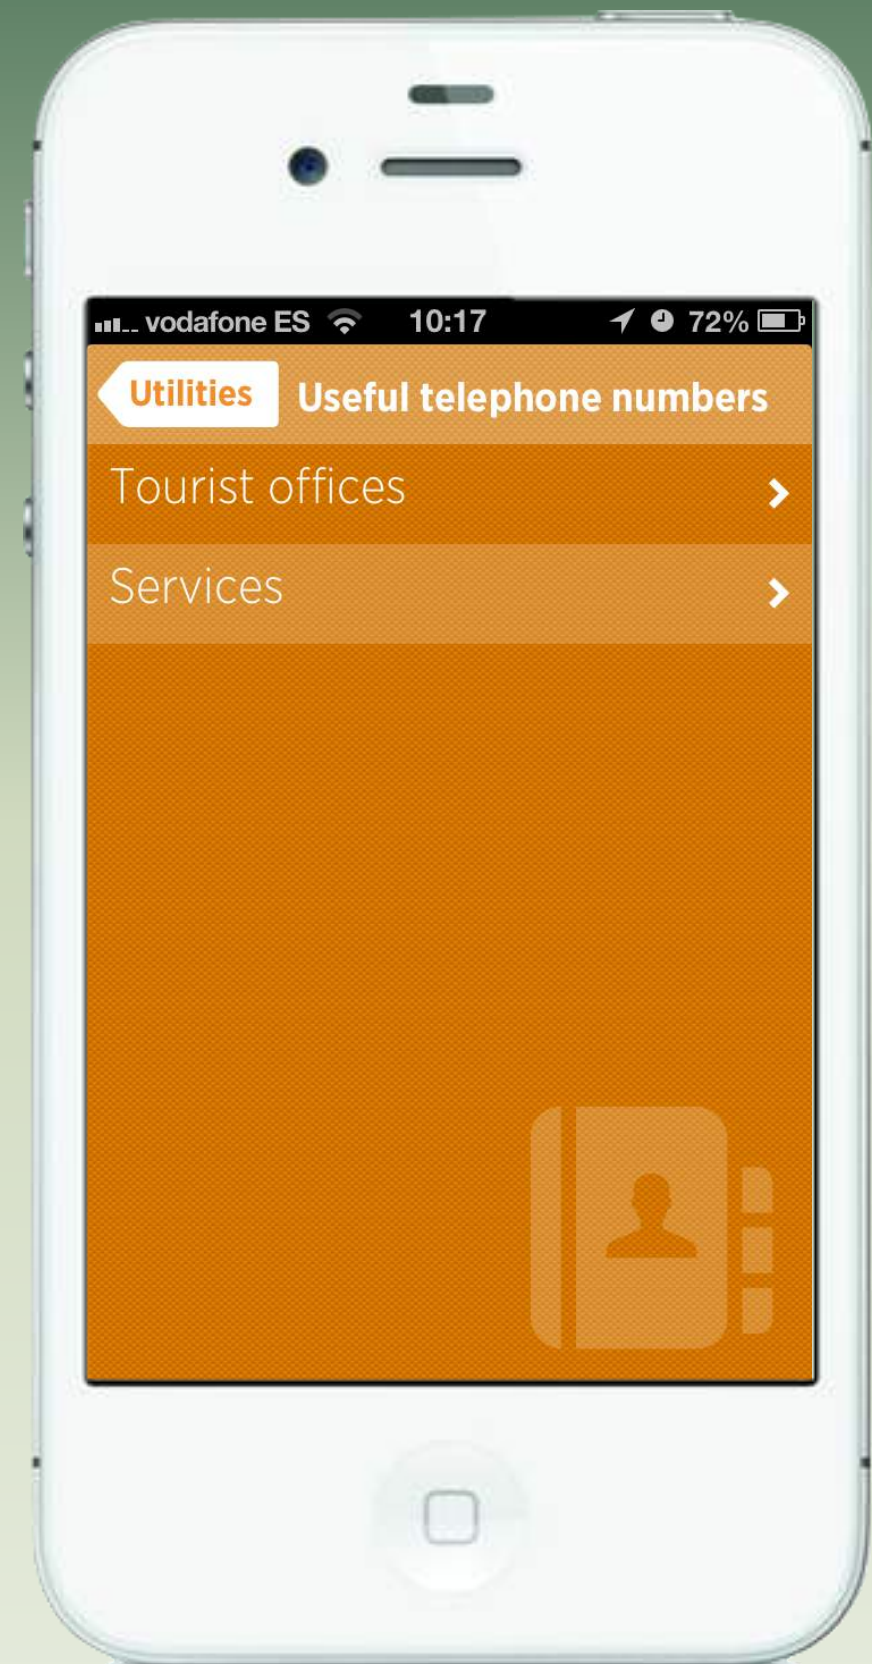 vodafone ES 10:17 72%
Utilities Useful telephone numbers
Tourist offices
Services